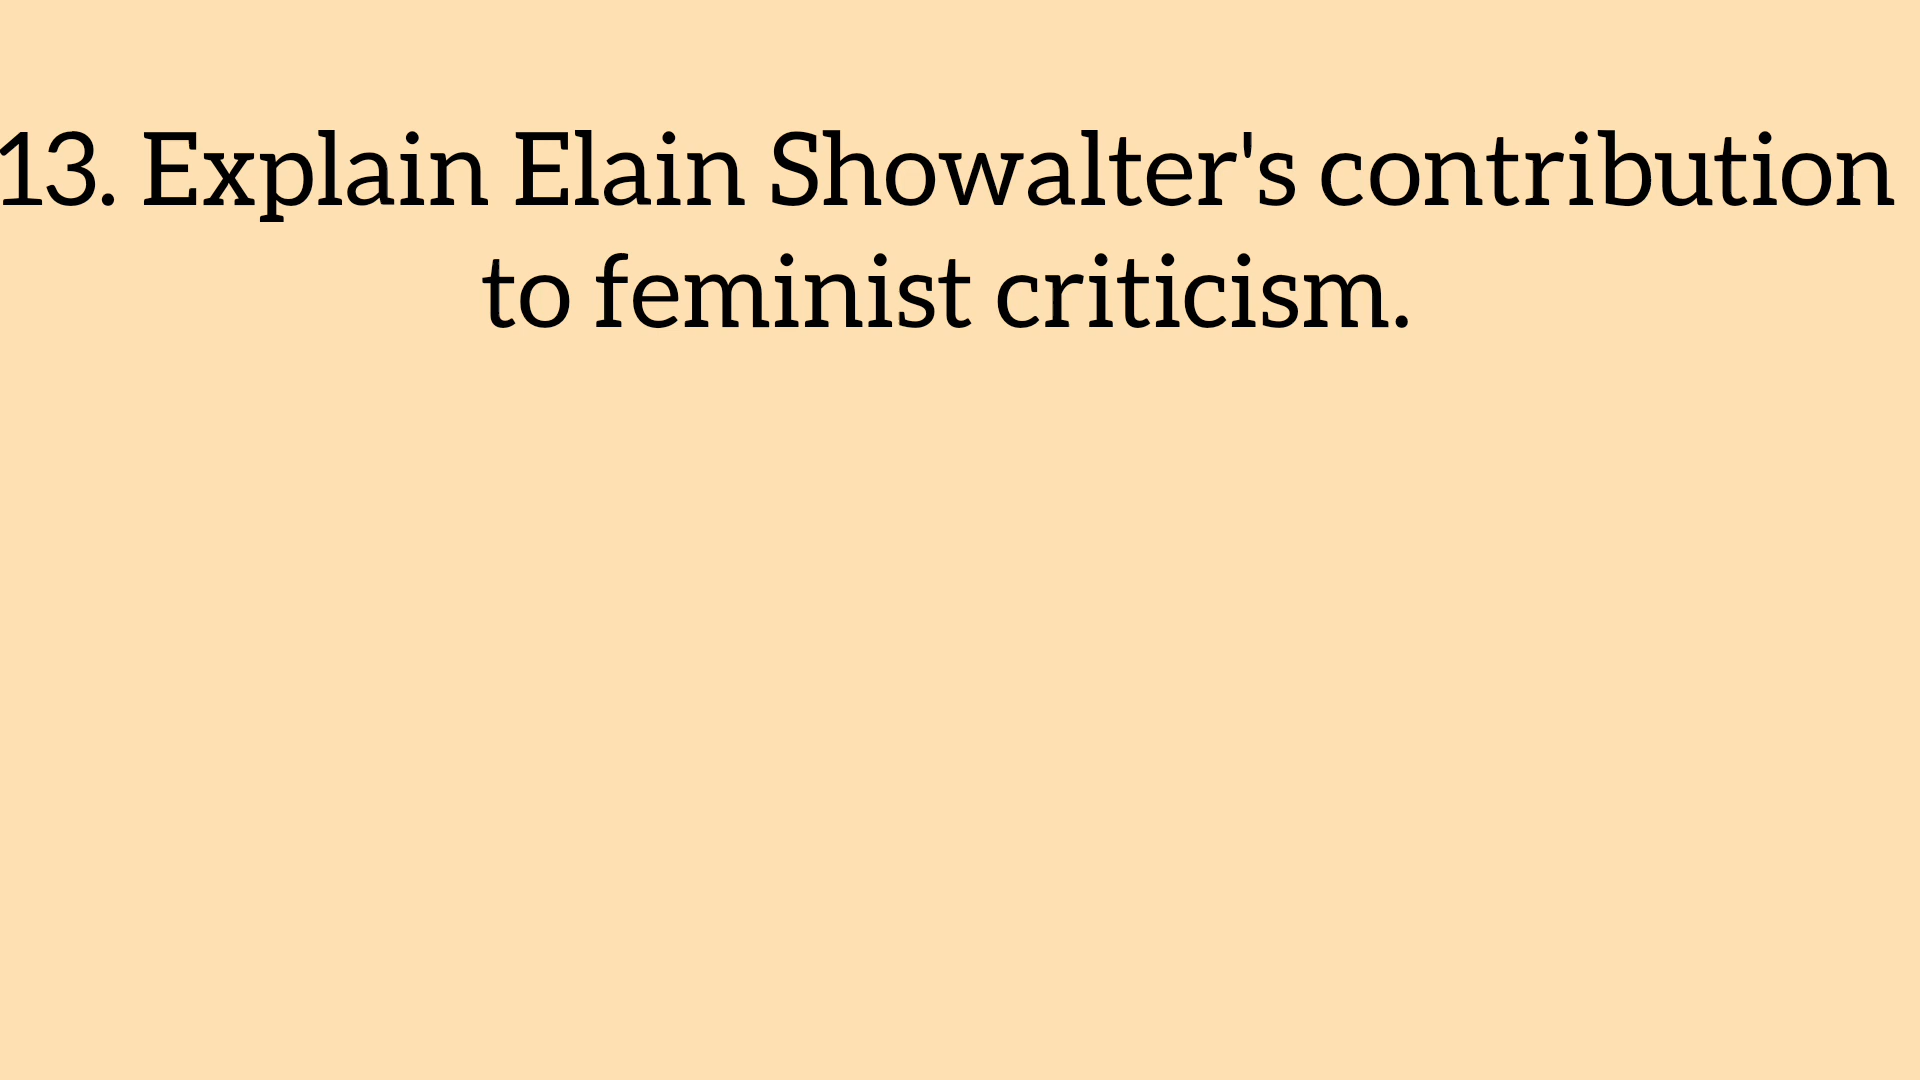 13. Explain Elain Showalter's contribution
to feminist criticism.